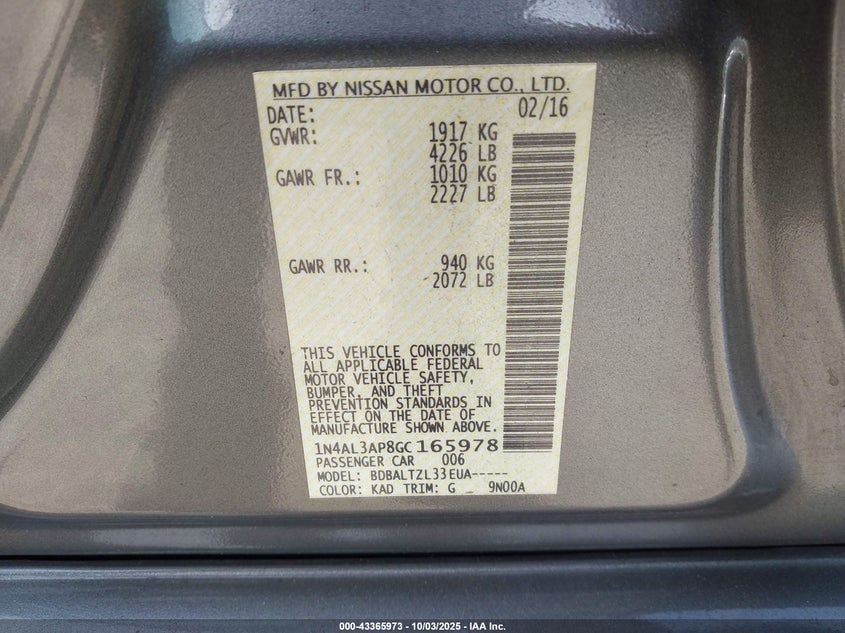 MFD BY NISSAN MOTOR CO., LTD.
DATE: 02/16
GVWR: 1917 KG
4226 LB
GAWR FR.: 1010 KG
2227 LB
GAWR RR.: 940 KG
2072 LB
THIS VEHICLE CONFORMS TO
ALL APPLICABLE FEDERAL
MOTOR VEHICLE SAFETY,
BUMPER, AND THEFT
PREVENTION STANDARDS IN
EFFECT ON THE DATE OF
MANUFACTURE SHOWN ABOVE.
1N4AL3AP8GC165978
PASSENGER CAR 006
MODEL: BDBALTZL33EUA-----
COLOR: KAD TRIM: G 9N00A
000-43365973 - 10/03/2025 - IAA Inc.